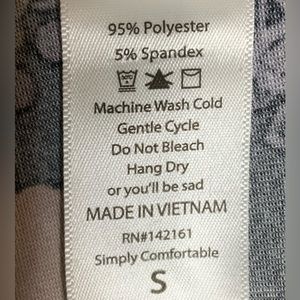 95% Polyester
5% Spandex
Machine Wash Cold
Gentle Cycle
Do Not Bleach
Hang Dry
or you'll be sad
MADE IN VIETNAM
RN#142161
Simply Comfortable
S